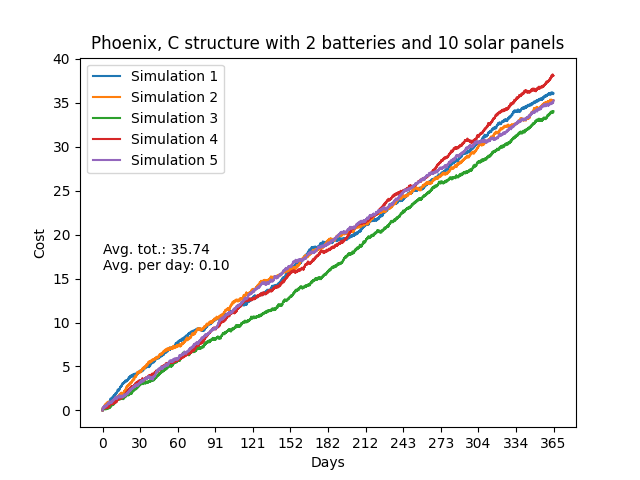 Phoenix, C structure with 2 batteries and 10 solar panels
40
35
30
25
20
15
10
5
0
Cost
Simulation 1
Simulation 2
Simulation 3
Simulation 4
Simulation 5
Avg. tot.: 35.74
Avg. per day: 0.10
0 30 60 91 121 152 182 212 243 273 304 334 365
Days